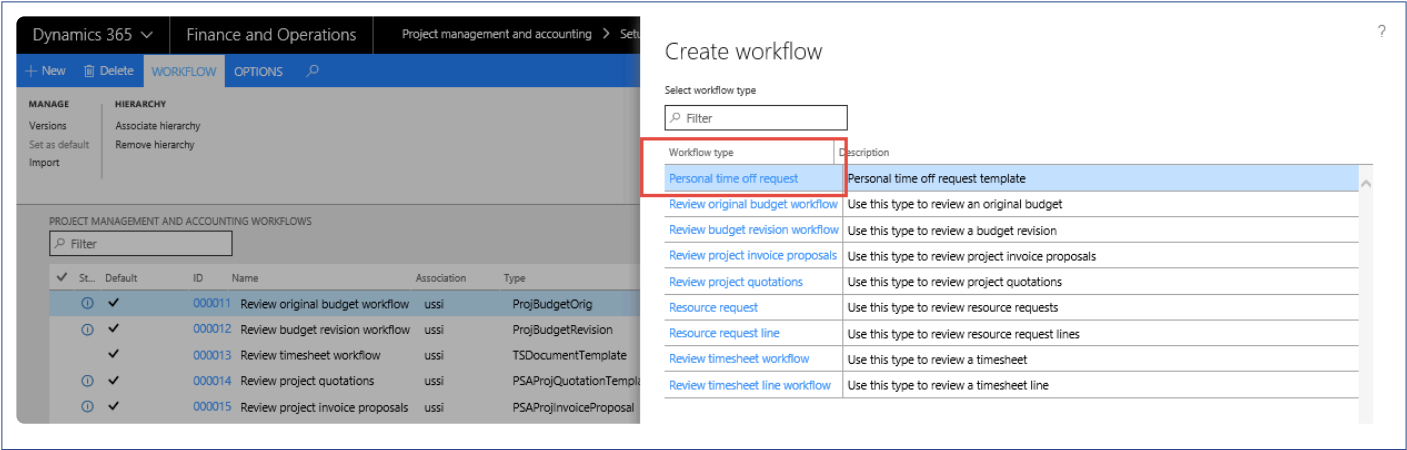 Dynamics 365 Finance and Operations Project management and accounting > Setu
+ New Delete WORKFLOW OPTIONS
MANAGE HIERARCHY
Versions Associate hierarchy
Set as default Remove hierarchy
Import
PROJECT MANAGEMENT AND ACCOUNTING WORKFLOWS
Filter
St... Default ID Name Association Type
000011 Review original budget workflow ussi ProjBudgetOrig
000012 Review budget revision workflow ussi ProjBudgetRevision
000013 Review timesheet workflow ussi TSDocumentTemplate
000014 Review project quotations ussi PSAProjQuotationTempla
000015 Review project invoice proposals ussi PSAProjInvoiceProposal
?
Create workflow
Select workflow type
Filter
Workflow type Description
Personal time off request Personal time off request template
Review original budget workflow Use this type to review an original budget
Review budget revision workflow Use this type to review a budget revision
Review project invoice proposals Use this type to review project invoice proposals
Review project quotations Use this type to review project quotations
Resource request Use this type to review resource requests
Resource request line Use this type to review resource request lines
Review timesheet workflow Use this type to review a timesheet
Review timesheet line workflow Use this type to review a timesheet line